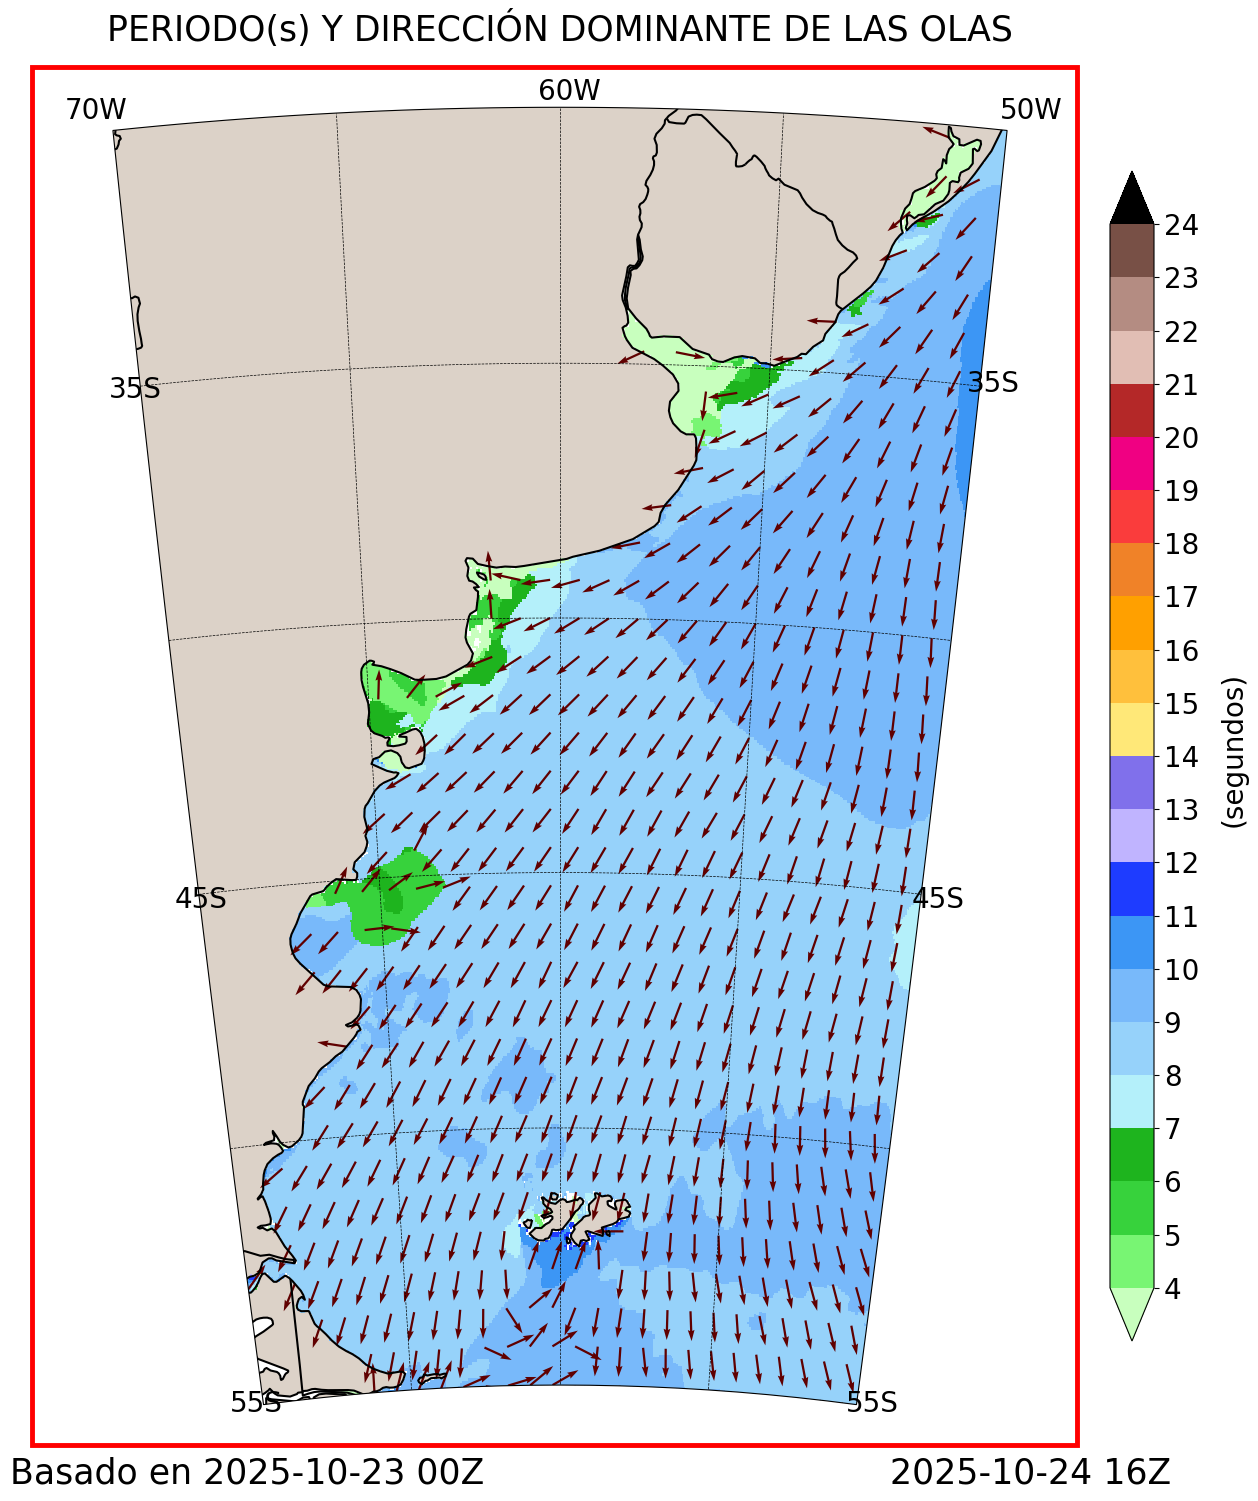 PERIODO(s) Y DIRECCIÓN DOMINANTE DE LAS OLAS
70W
60W
50W
35S
35S
45S
45S
55S
55S
24
23
22
21
20
19
18
17
16
15
14
13
12
11
10
9
8
7
6
5
4
(segundos)
Basado en 2025-10-23 00Z
2025-10-24 16Z